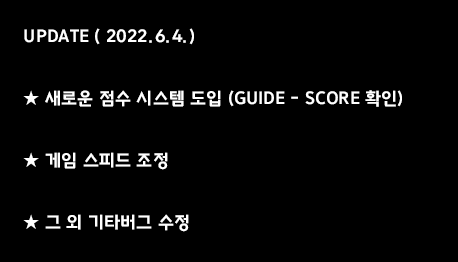 UPDATE ( 2022.6.4.)
★ 새로운 점수 시스템 도입 (GUIDE - SCORE 확인)
★ 게임 스피드 조정
★ 그 외 기타버그 수정